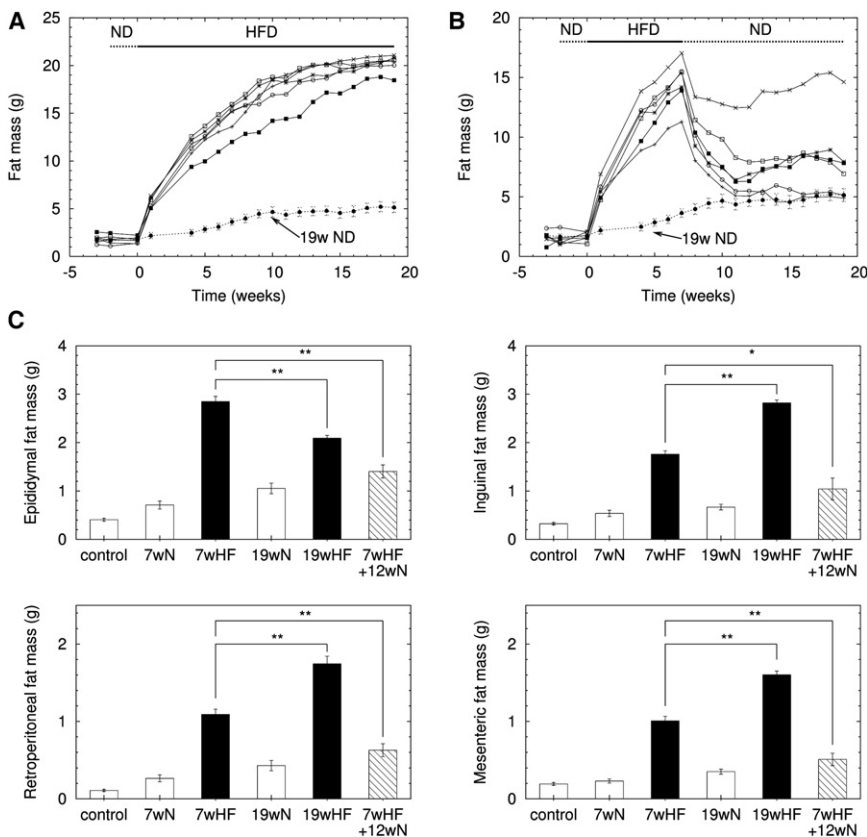 A
ND
HFD
Fat mass (g)
25
20
15
10
5
0
-5
0
5
10
15
20
Time (weeks)
19w ND
B
ND
HFD
ND
Fat mass (g)
20
15
10
5
0
-5
0
5
10
15
20
Time (weeks)
19w ND
C
Epididymal fat mass (g)
4
3
2
1
0
**
**
control 7wN 7wHF 19wN 19wHF 7wHF
+12wN
Inguinal fat mass (g)
4
3
2
1
0
*
**
control 7wN 7wHF 19wN 19wHF 7wHF
+12wN
Retroperitoneal fat mass (g)
2
1
0
**
**
control 7wN 7wHF 19wN 19wHF 7wHF
+12wN
Mesenteric fat mass (g)
2
1
0
**
**
control 7wN 7wHF 19wN 19wHF 7wHF
+12wN